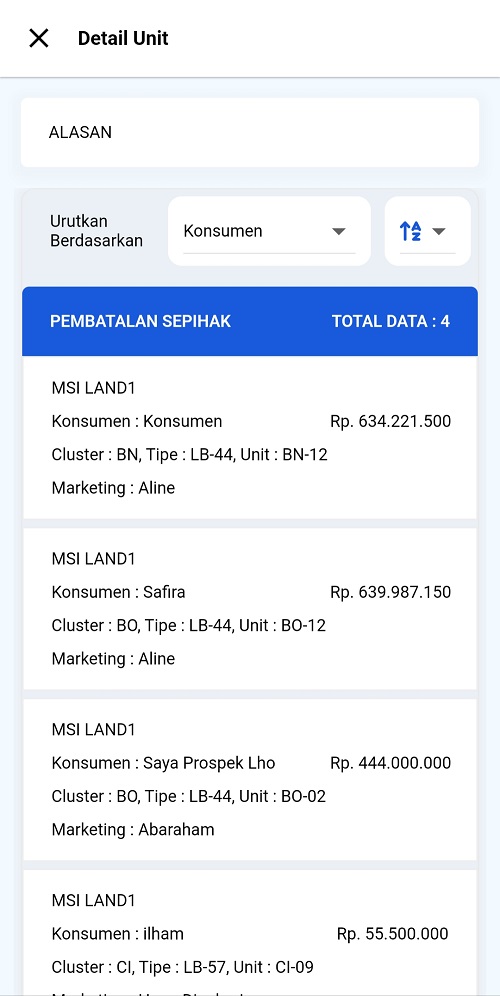 Detail Unit
ALASAN
Urutkan
Berdasarkan
Konsumen
A
Z
PEMBATALAN SEPIHAK
TOTAL DATA : 4
MSI LAND1
Konsumen : Konsumen
Rp. 634.221.500
Cluster : BN, Tipe : LB-44, Unit : BN-12
Marketing : Aline
MSI LAND1
Konsumen : Safira
Rp. 639.987.150
Cluster : BO, Tipe : LB-44, Unit : BO-12
Marketing : Aline
MSI LAND1
Konsumen : Saya Prospek Lho
Rp. 444.000.000
Cluster : BO, Tipe : LB-44, Unit : BO-02
Marketing : Abaraham
MSI LAND1
Konsumen : ilham
Rp. 55.500.000
Cluster : CI, Tipe : LB-57, Unit : CI-09